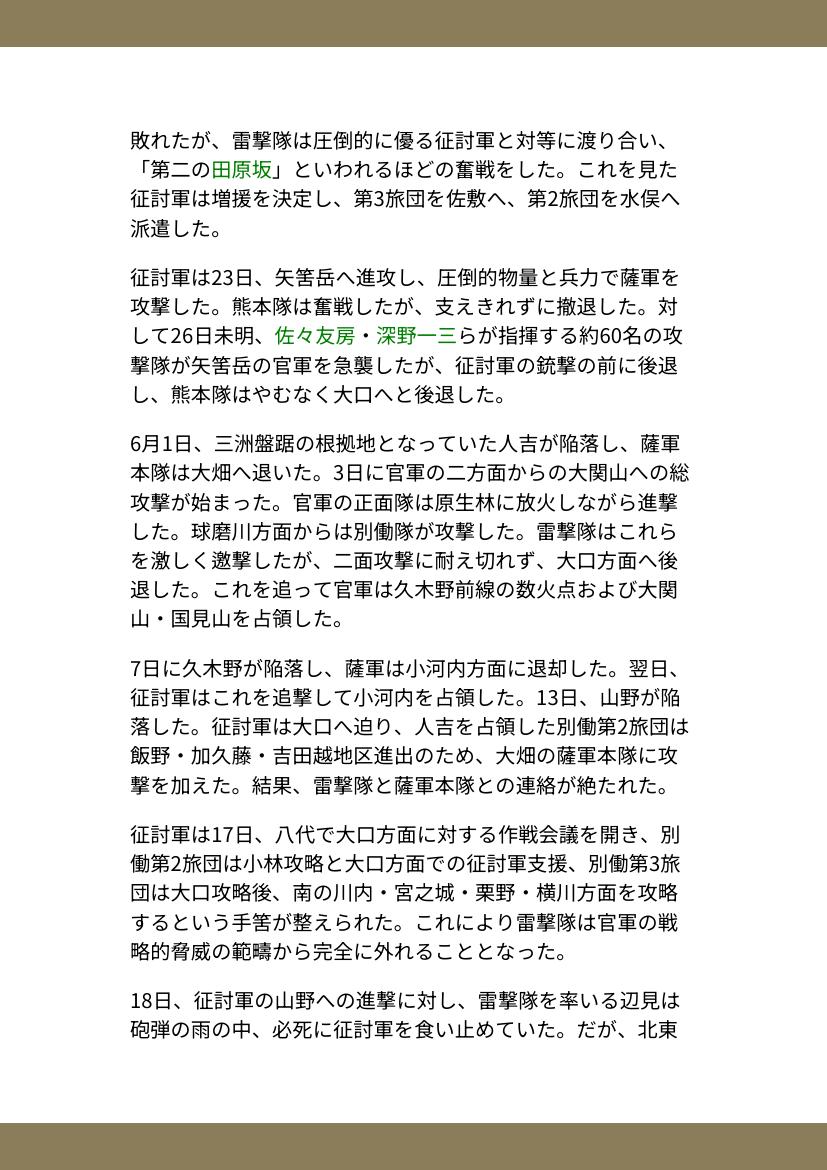 敗れたが、雷撃隊は圧倒的に優る征討軍と対等に渡り合い、
「第二の田原坂」といわれるほどの奮戦をした。これを見た
征討軍は増援を決定し、第3旅団を佐敷へ、第2旅団を水俣へ
派遣した。
征討軍は23日、矢筈岳へ進攻し、圧倒的物量と兵力で薩軍を
攻撃した。熊本隊は奮戦したが、支えきれずに撤退した。対
して26日未明、佐々友房・深野一三らが指揮する約60名の攻
撃隊が矢筈岳の官軍を急襲したが、征討軍の銃撃の前に後退
し、熊本隊はやむなく大口へと後退した。
6月1日、三洲盤踞の根拠地となっていた人吉が陥落し、薩軍
本隊は大畑へ退いた。3日に官軍の二方面からの大関山への総
攻撃が始まった。官軍の正面隊は原生林に放火しながら進撃
した。球磨川方面からは別働隊が攻撃した。雷撃隊はこれら
を激しく邀撃したが、二面攻撃に耐え切れず、大口方面へ後
退した。これを追って官軍は久木野前線の数火点および大関
山・国見山を占領した。
7日に久木野が陥落し、薩軍は小河内方面に退却した。翌日、
征討軍はこれを追撃して小河内を占領した。13日、山野が陥
落した。征討軍は大口へ迫り、人吉を占領した別働第2旅団は
飯野・加久藤・吉田越地区進出のため、大畑の薩軍本隊に攻
撃を加えた。結果、雷撃隊と薩軍本隊との連絡が絶たれた。
征討軍は17日、八代で大口方面に対する作戦会議を開き、別
働第2旅団は小林攻略と大口方面での征討軍支援、別働第3旅
団は大口攻略後、南の川内・宮之城・栗野・横川方面を攻略
するという手筈が整えられた。これにより雷撃隊は官軍の戦
略的脅威の範疇から完全に外れることとなった。
18日、征討軍の山野への進撃に対し、雷撃隊を率いる辺見は
砲弾の雨の中、必死に征討軍を食い止めていた。だが、北東